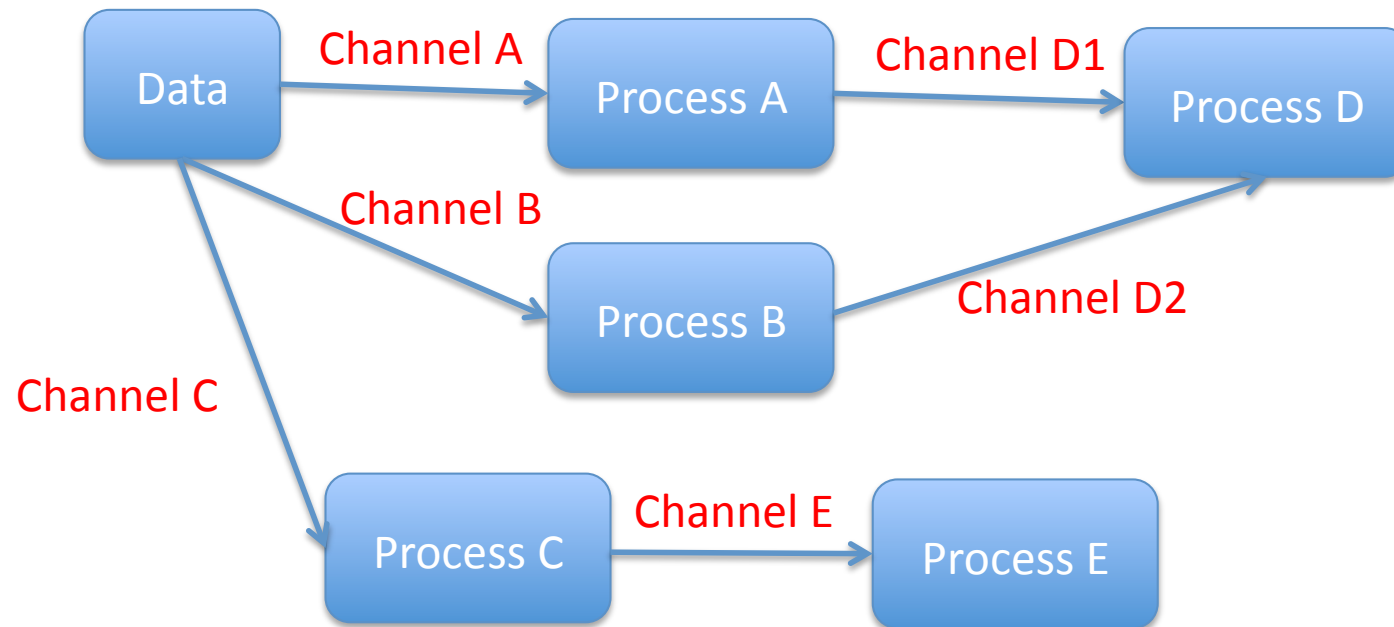 Data
Channel A
Process A
Channel D1
Process D
Channel B
Process B
Channel D2
Channel C
Process C
Channel E
Process E